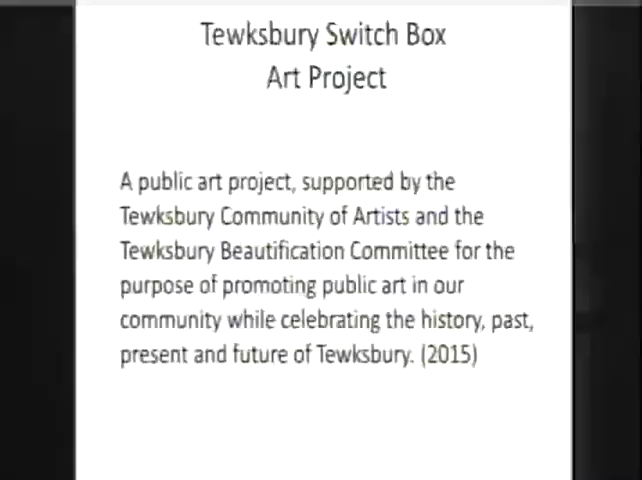 Tewksbury Switch Box
Art Project
A public art project, supported by the
Tewksbury Community of Artists and the
Tewksbury Beautification Committee for the
purpose of promoting public art in our
community while celebrating the history, past,
present and future of Tewksbury. (2015)